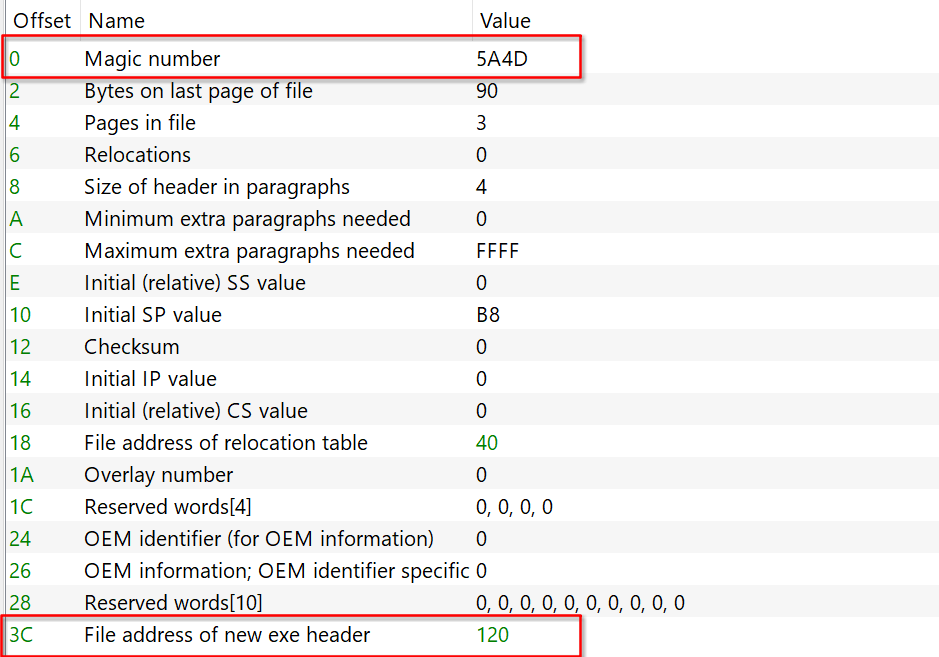 Offset Name Value
0 Magic number 5A4D
2 Bytes on last page of file 90
4 Pages in file 3
6 Relocations 0
8 Size of header in paragraphs 4
A Minimum extra paragraphs needed 0
C Maximum extra paragraphs needed FFFF
E Initial (relative) SS value 0
10 Initial SP value B8
12 Checksum 0
14 Initial IP value 0
16 Initial (relative) CS value 0
18 File address of relocation table 40
1A Overlay number 0
1C Reserved words[4] 0, 0, 0, 0
24 OEM identifier (for OEM information) 0
26 OEM information; OEM identifier specific 0
28 Reserved words[10] 0, 0, 0, 0, 0, 0, 0, 0, 0, 0
3C File address of new exe header 120